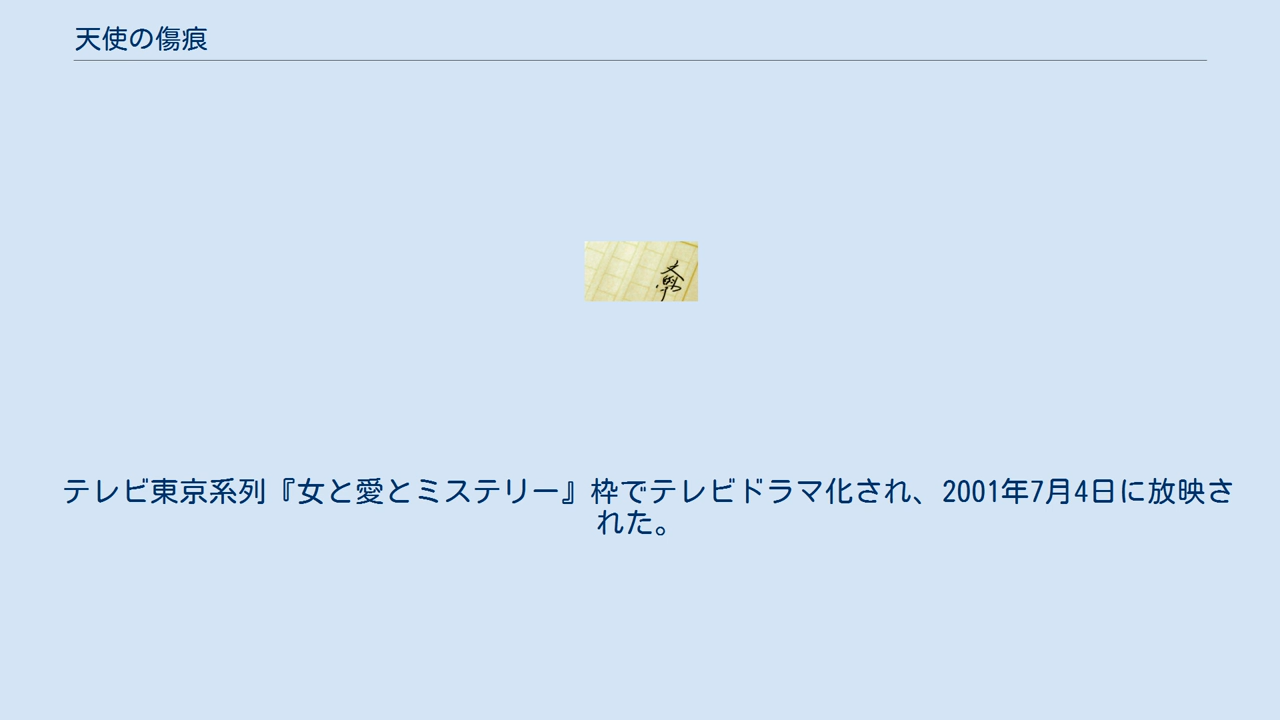 天使の傷痕
テレビ東京系列『女と愛とミステリー』枠でテレビドラマ化され、2001年7月4日に放映さ
れた。